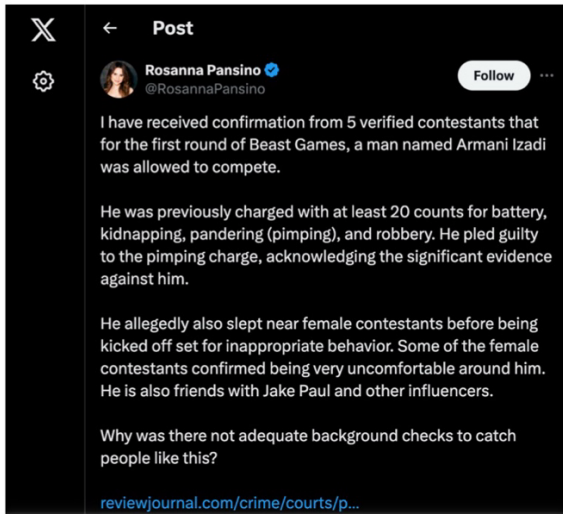 Post
Rosanna Pansino
@RosannaPansino
Follow
I have received confirmation from 5 verified contestants that
for the first round of Beast Games, a man named Armani Izadi
was allowed to compete.
He was previously charged with at least 20 counts for battery,
kidnapping, pandering (pimping), and robbery. He pled guilty
to the pimping charge, acknowledging the significant evidence
against him.
He allegedly also slept near female contestants before being
kicked off set for inappropriate behavior. Some of the female
contestants confirmed being very uncomfortable around him.
He is also friends with Jake Paul and other influencers.
Why was there not adequate background checks to catch
people like this?
reviewjournal.com/crime/courts/p...